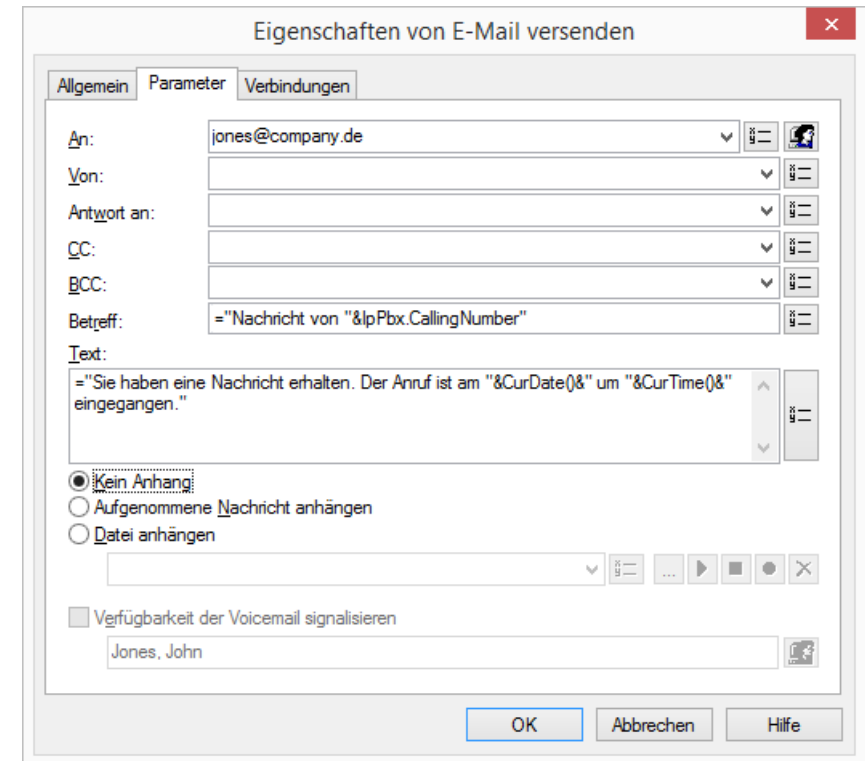 Eigenschaften von E-Mail versenden
Allgemein Parameter Verbindungen
An: jones@company.de
Von:
Antwort an:
CC:
BCC:
Betreff: ="Nachricht von "&IpPbx.CallingNumber"
Text:
="Sie haben eine Nachricht erhalten. Der Anruf ist am "&CurDate()&" um "&CurTime()&"
eingegangen."
Kein Anhang
Aufgenommene Nachricht anhängen
Datei anhängen
...
Verfügbarkeit der Voicemail signalisieren
Jones, John
OK Abbrechen Hilfe